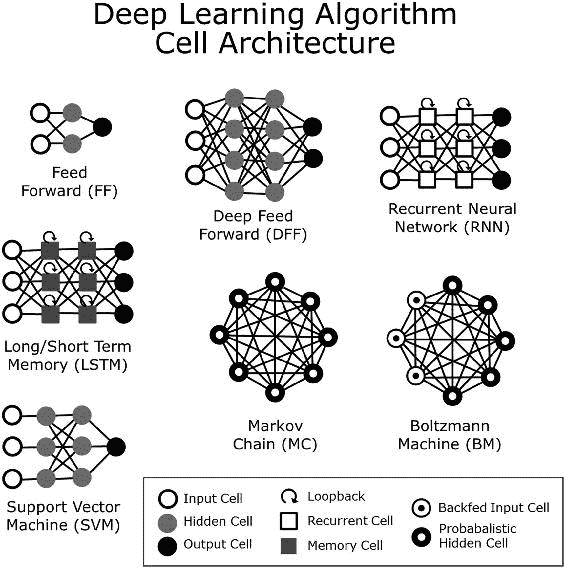 Deep Learning Algorithm
Cell Architecture
Feed
Forward (FF)
Deep Feed
Forward (DFF)
Recurrent Neural
Network (RNN)
Long/Short Term
Memory (LSTM)
Markov
Chain (MC)
Boltzmann
Machine (BM)
Support Vector
Machine (SVM)
Input Cell
Hidden Cell
Output Cell
Loopback
Recurrent Cell
Memory Cell
Backfed Input Cell
Probabalistic
Hidden Cell